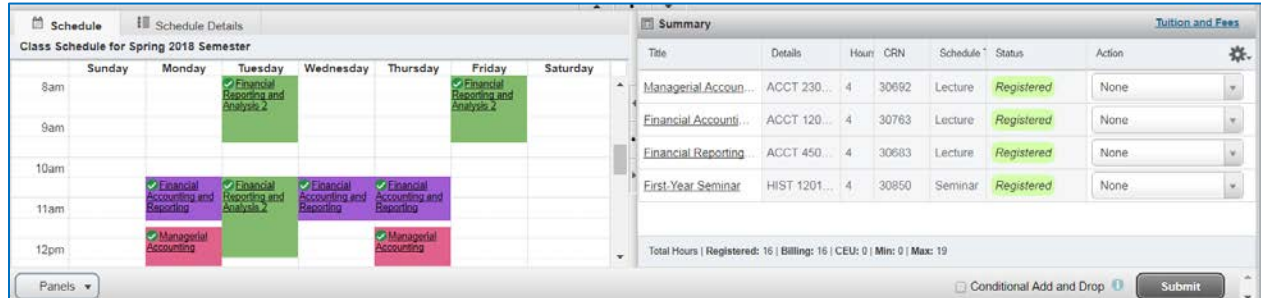 Schedule
Schedule Details
Class Schedule for Spring 2018 Semester
Sunday Monday Tuesday Wednesday Thursday Friday Saturday
8am
9am
10am
11am
12pm
Financial
Reporting and
Analysis 2
Financial
Reporting and
Analysis 2
Financial
Accounting and
Reporting
Financial
Reporting and
Analysis 2
Financial
Accounting and
Reporting
Financial
Accounting and
Reporting
Managerial
Accounting
Managerial
Accounting
Panels
Summary
Tuition and Fees
Title Details Hours CRN Schedule Status Action
Managerial Accoun... ACCT 230... 4 30692 Lecture Registered None
Financial Accounti... ACCT 120... 4 30763 Lecture Registered None
Financial Reporting... ACCT 450... 4 30683 Lecture Registered None
First-Year Seminar HIST 1201... 4 30850 Seminar Registered None
Total Hours | Registered: 16 | Billing: 16 | CEU: 0 | Min: 0 | Max: 19
Conditional Add and Drop
Submit